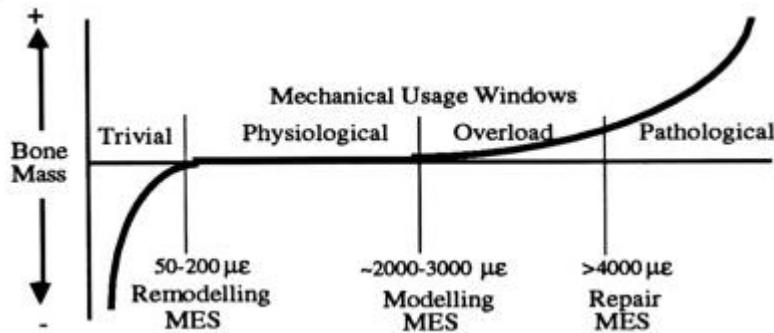 +
Mechanical Usage Windows
Trivial Physiological Overload Pathological
Bone
Mass
50-200 με ~2000-3000 με >4000 με
Remodelling Modelling Repair
MES MES MES
-